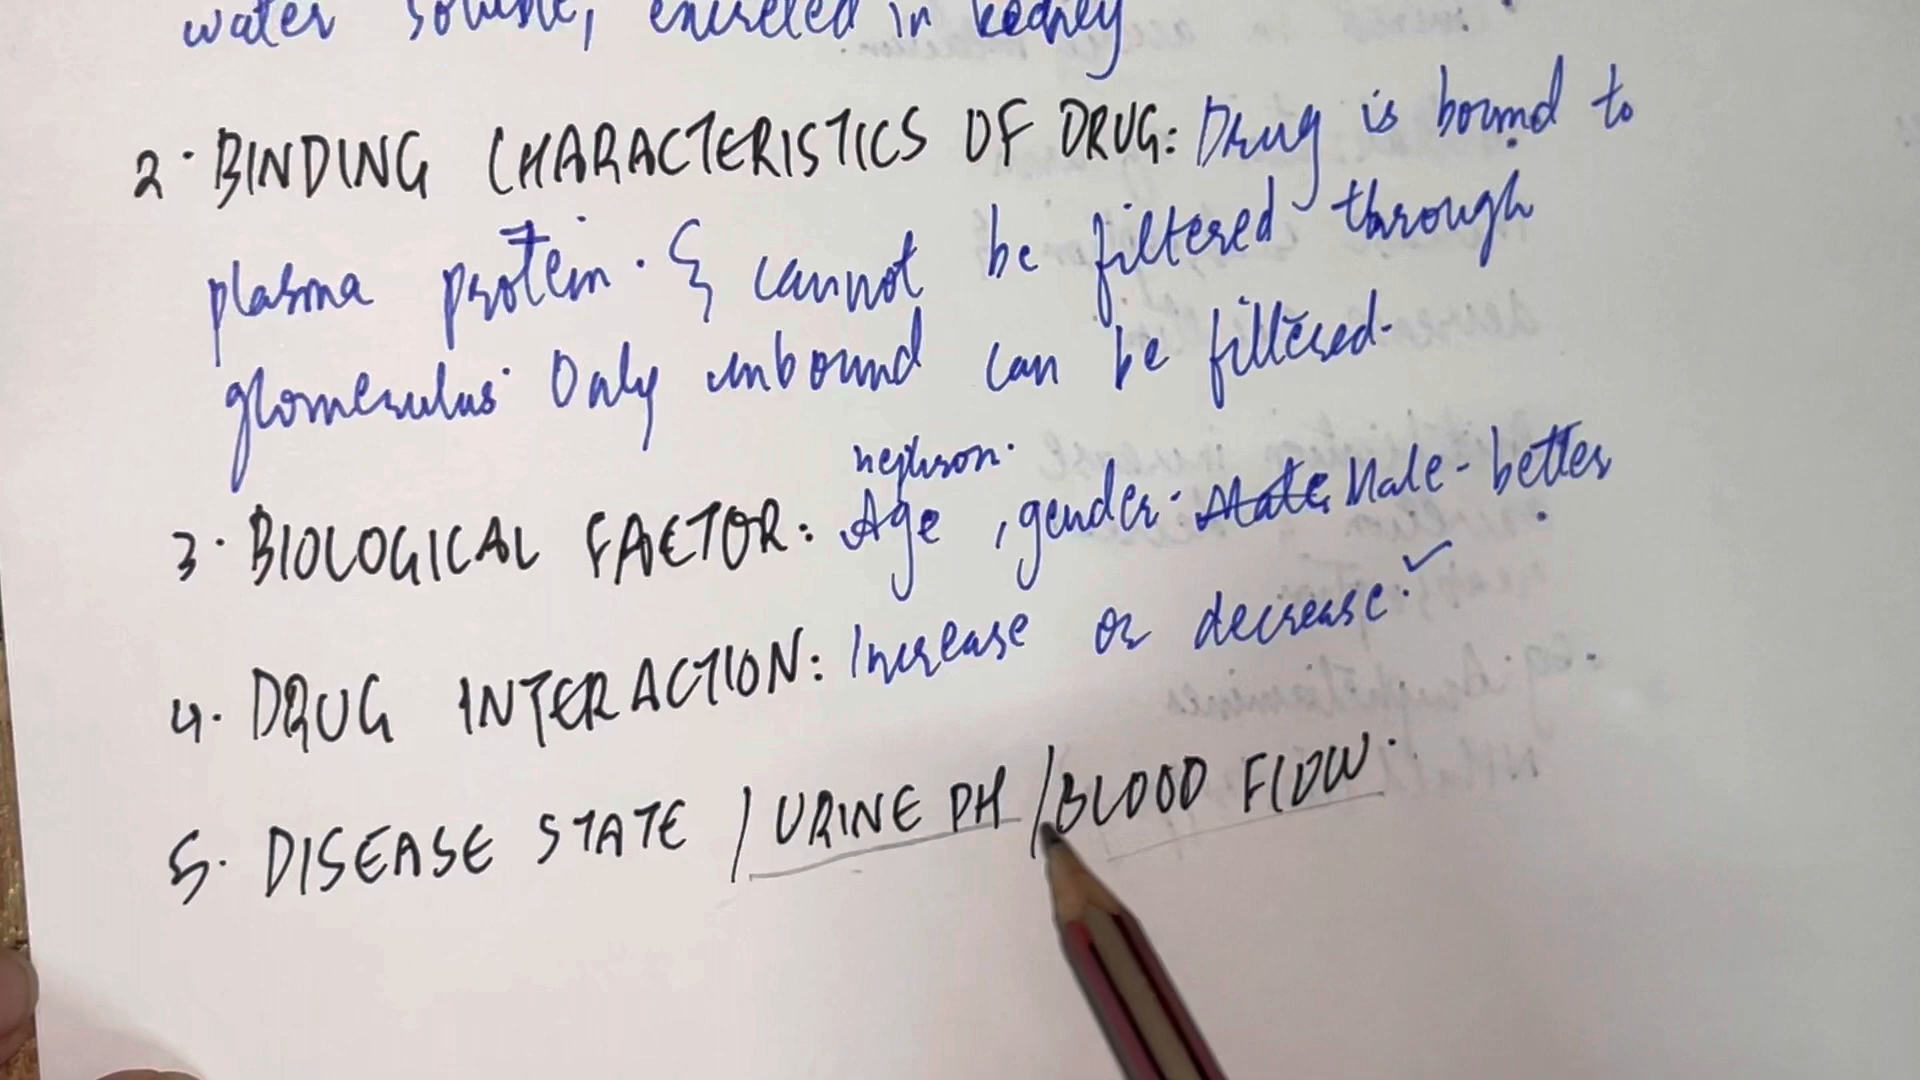 water soluble, excreted in kedney
2. BINDING CHARACTERISTICS OF DRUG: Drug is bound to
plasma protein. & cannot be filtered through
glomerulus. Only unbound can be filtered.
nephron.
3. BIOLOGICAL FACTOR: Age, gender. Male - better
4. DRUG INTERACTION: Increase or decrease. ✓
5. DISEASE STATE / URINE PH / BLOOD FLOW.